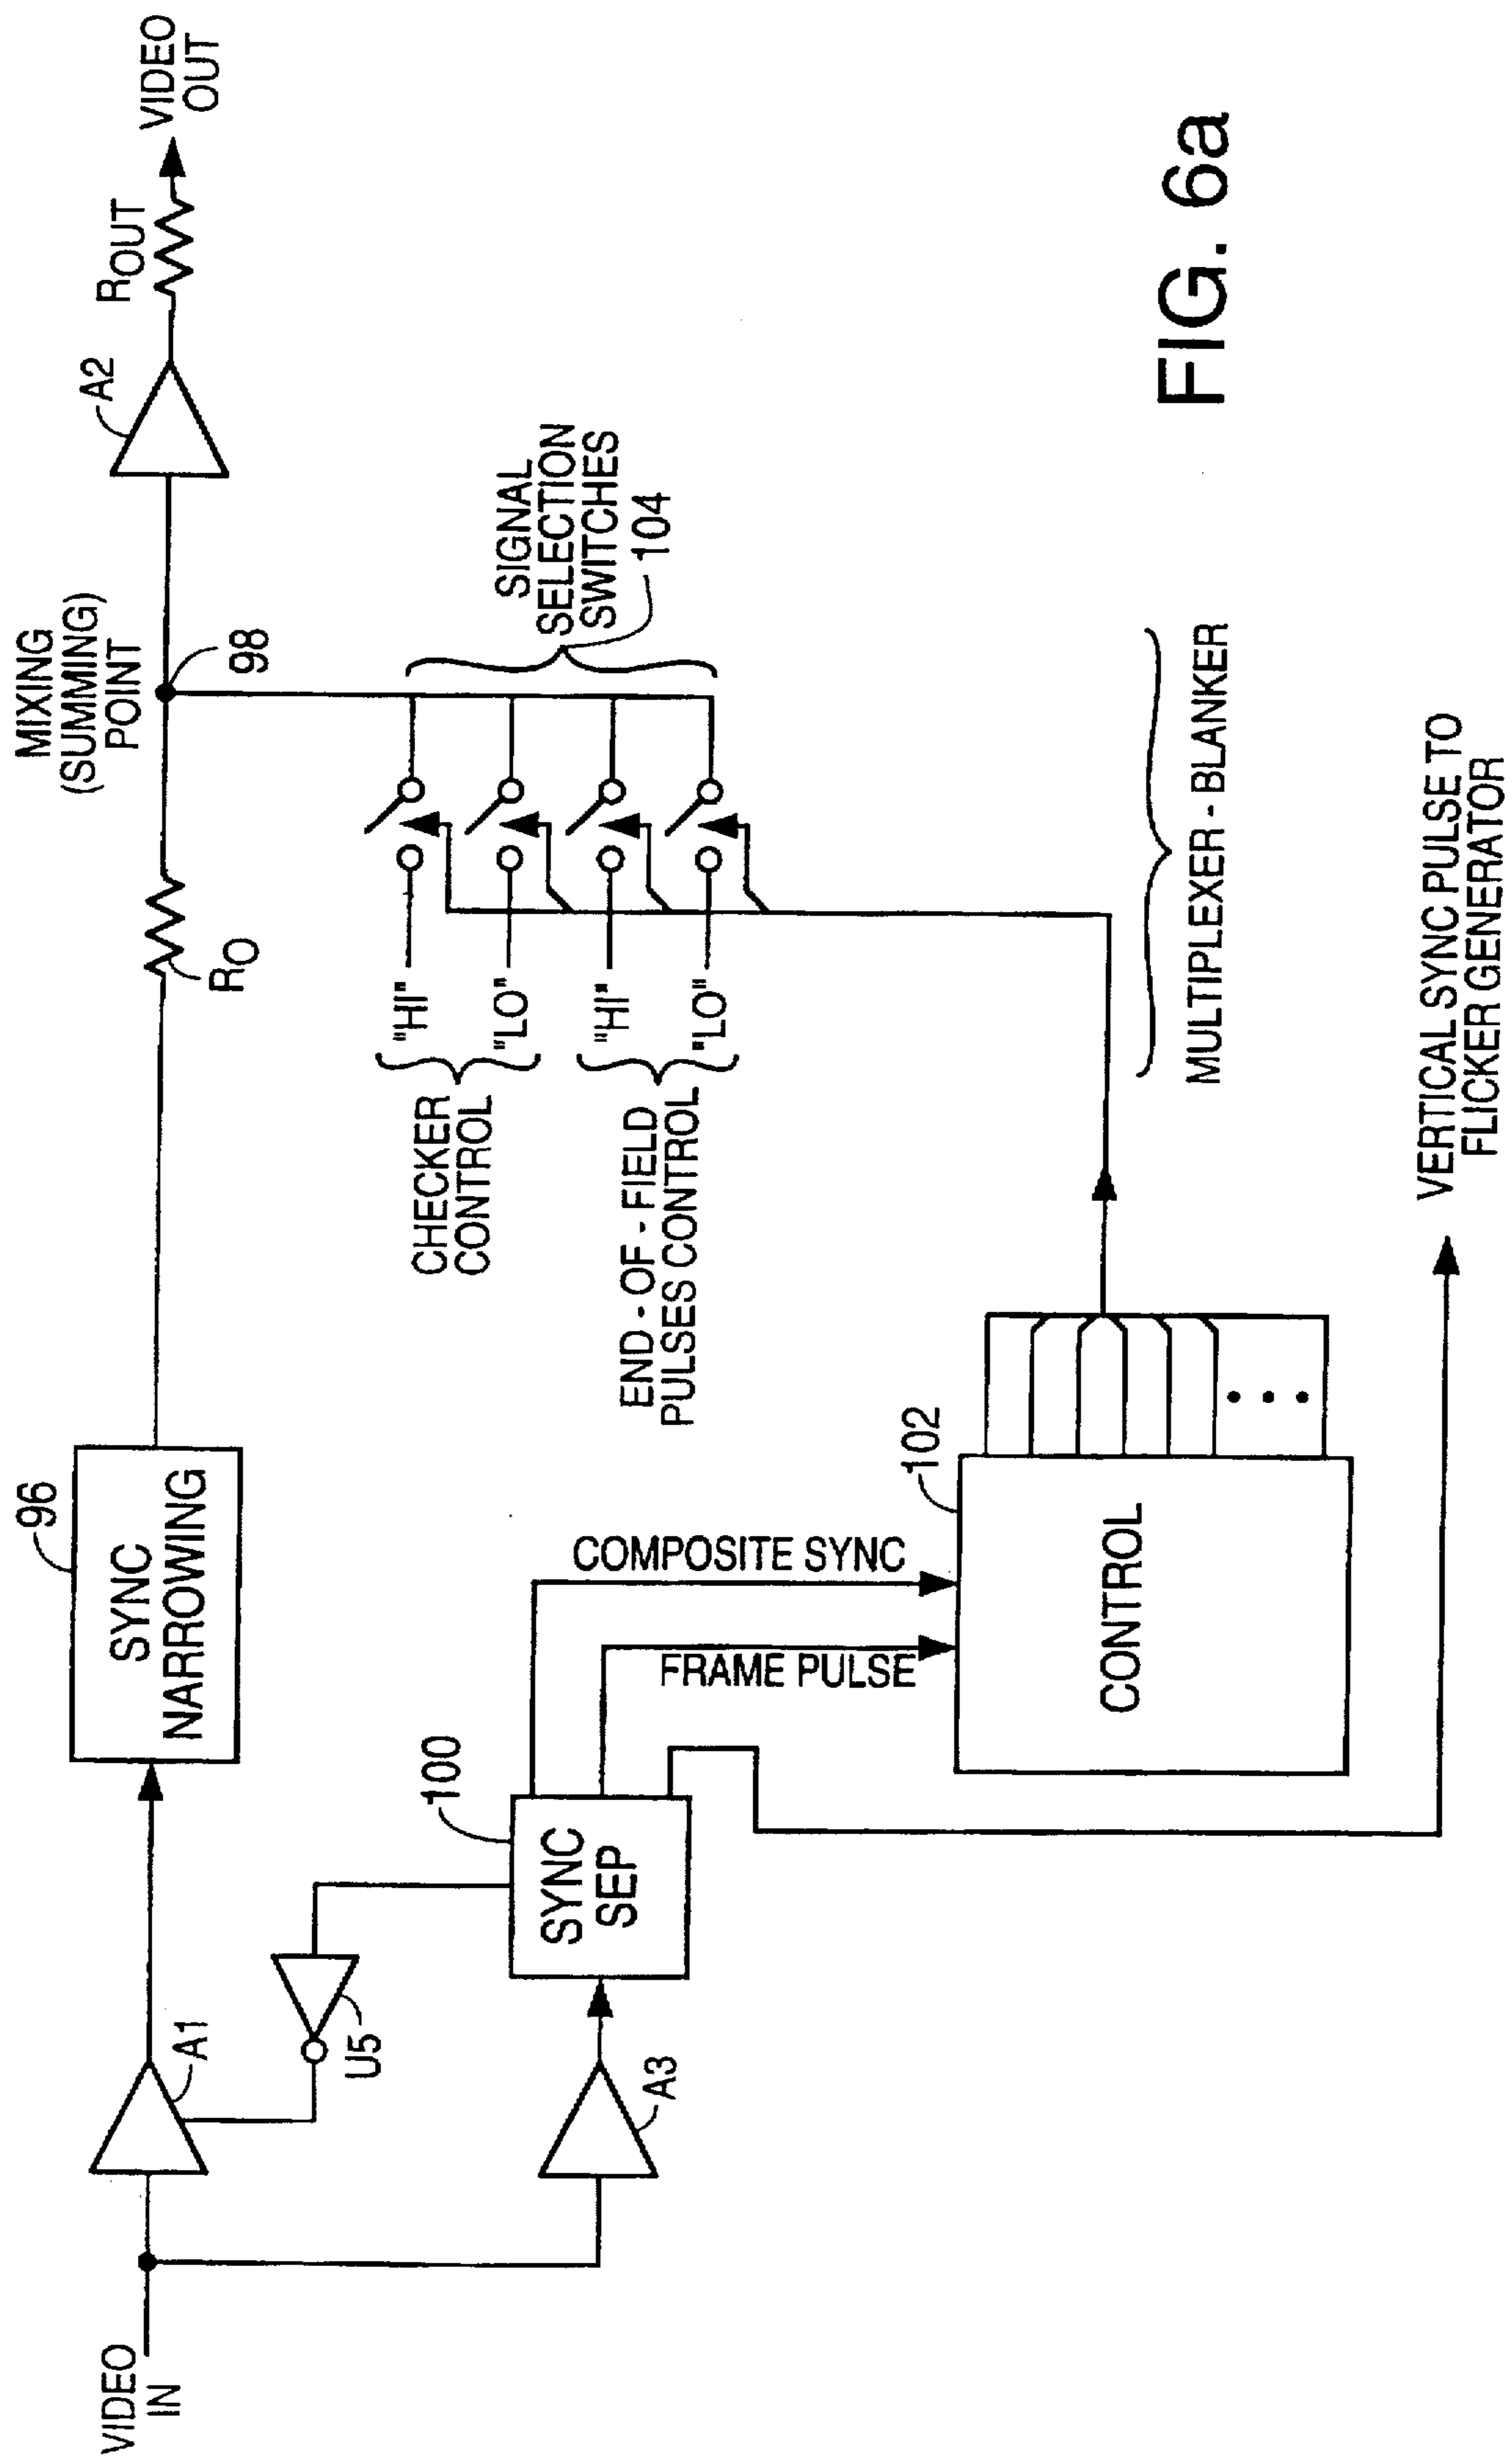 VIDEO
IN
A1
U5
A3
100
SYNC
SEP
96
SYNC
NARROWING
COMPOSITE SYNC
FRAME PULSE
102
CONTROL
RO
MIXING
(SUMMING)
POINT
98
A2
ROUT
VIDEO
OUT
CHECKER
CONTROL
"HI"
"LO"
END - OF - FIELD
PULSES CONTROL
"HI"
"LO"
SIGNAL
SELECTION
SWITCHES
104
MULTIPLEXER - BLANKER
VERTICAL SYNC PULSE TO
FLICKER GENERATOR
FIG. 6a